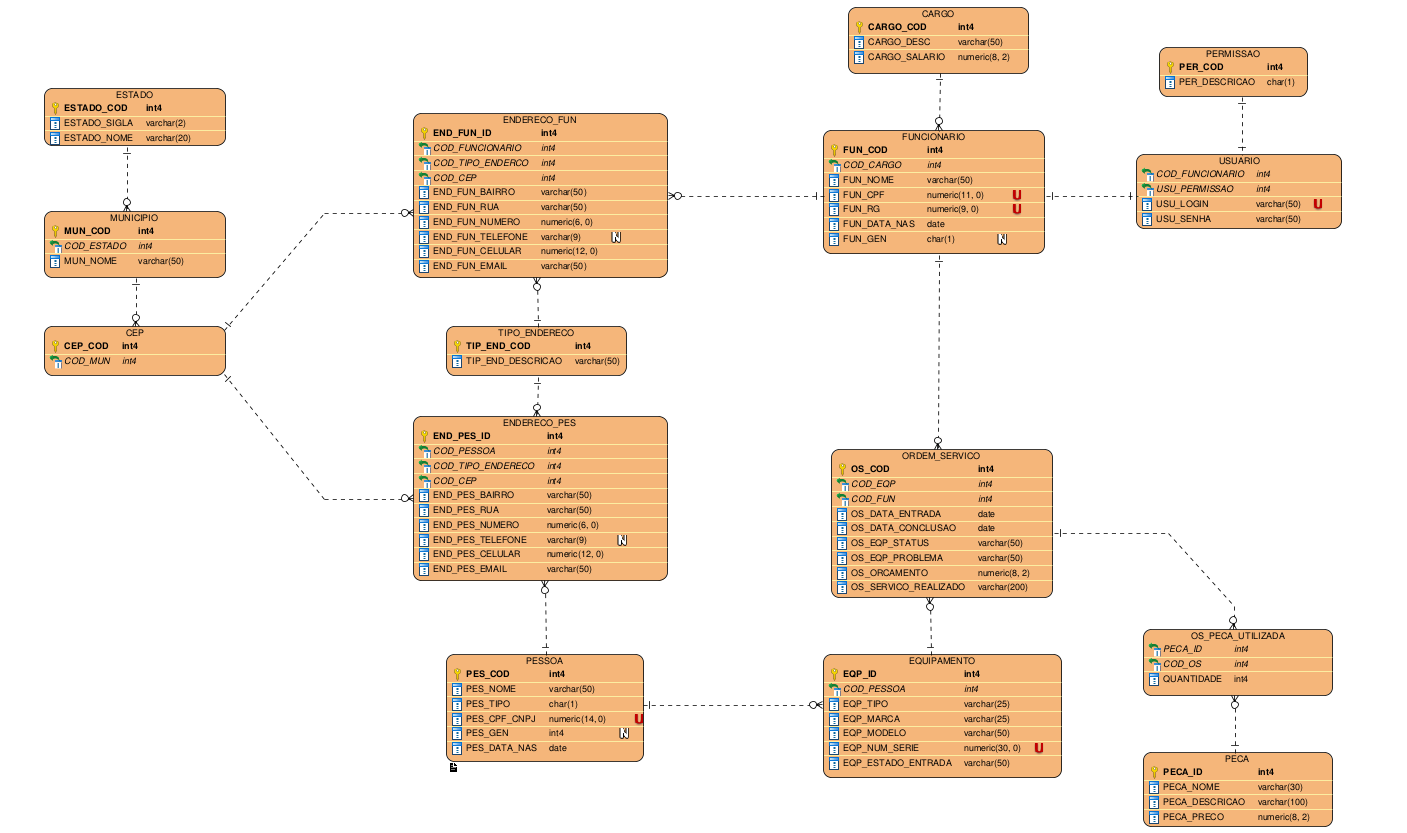 CARGO
CARGO_COD int4
CARGO_DESC varchar(50)
CARGO_SALARIO numeric(8, 2)
PERMISSAO
PER_COD int4
PER_DESCRICAO char(1)
ESTADO
ESTADO_COD int4
ESTADO_SIGLA varchar(2)
ESTADO_NOME varchar(20)
ENDERECO_FUN
END_FUN_ID int4
COD_FUNCIONARIO int4
COD_TIPO_ENDERCO int4
COD_CEP int4
END_FUN_BAIRRO varchar(50)
END_FUN_RUA varchar(50)
END_FUN_NUMERO numeric(6, 0)
END_FUN_TELEFONE varchar(9) N
END_FUN_CELULAR numeric(12, 0)
END_FUN_EMAIL varchar(50)
FUNCIONARIO
FUN_COD int4
COD_CARGO int4
FUN_NOME varchar(50)
FUN_CPF numeric(11, 0) U
FUN_RG numeric(9, 0) U
FUN_DATA_NAS date
FUN_GEN char(1) N
USUARIO
COD_FUNCIONARIO int4
USU_PERMISSAO int4
USU_LOGIN varchar(50) U
USU_SENHA varchar(50)
MUNICIPIO
MUN_COD int4
COD_ESTADO int4
MUN_NOME varchar(50)
CEP
CEP_COD int4
COD_MUN int4
TIPO_ENDERECO
TIP_END_COD int4
TIP_END_DESCRICAO varchar(50)
ENDERECO_PES
END_PES_ID int4
COD_PESSOA int4
COD_TIPO_ENDERECO int4
COD_CEP int4
END_PES_BAIRRO varchar(50)
END_PES_RUA varchar(50)
END_PES_NUMERO numeric(6, 0)
END_PES_TELEFONE varchar(9) N
END_PES_CELULAR numeric(12, 0)
END_PES_EMAIL varchar(50)
ORDEM_SERVICO
OS_COD int4
COD_EQP int4
COD_FUN int4
OS_DATA_ENTRADA date
OS_DATA_CONCLUSAO date
OS_EQP_STATUS varchar(50)
OS_EQP_PROBLEMA varchar(50)
OS_ORCAMENTO numeric(8, 2)
OS_SERVICO_REALIZADO varchar(200)
OS_PECA_UTILIZADA
PECA_ID int4
COD_OS int4
QUANTIDADE int4
PESSOA
PES_COD int4
PES_NOME varchar(50)
PES_TIPO char(1)
PES_CPF_CNPJ numeric(14, 0) U
PES_GEN int4 N
PES_DATA_NAS date
EQUIPAMENTO
EQP_ID int4
COD_PESSOA int4
EQP_TIPO varchar(25)
EQP_MARCA varchar(25)
EQP_MODELO varchar(50)
EQP_NUM_SERIE numeric(30, 0) U
EQP_ESTADO_ENTRADA varchar(50)
PECA
PECA_ID int4
PECA_NOME varchar(30)
PECA_DESCRICAO varchar(100)
PECA_PRECO numeric(8, 2)